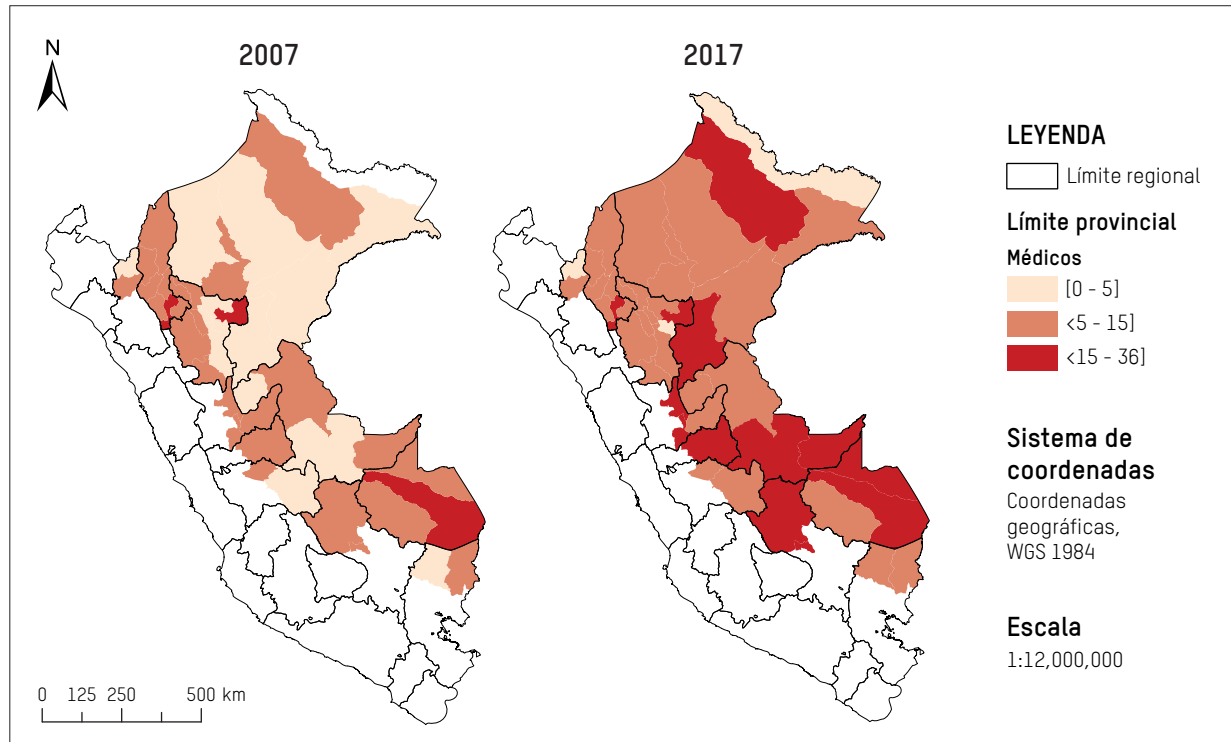 N
2007
2017
LEYENDA
Límite regional
Límite provincial
Médicos
[0 - 5]
<5 - 15]
<15 - 36]
Sistema de
coordenadas
Coordenadas
geográficas,
WGS 1984
Escala
1:12,000,000
0 125 250 500 km